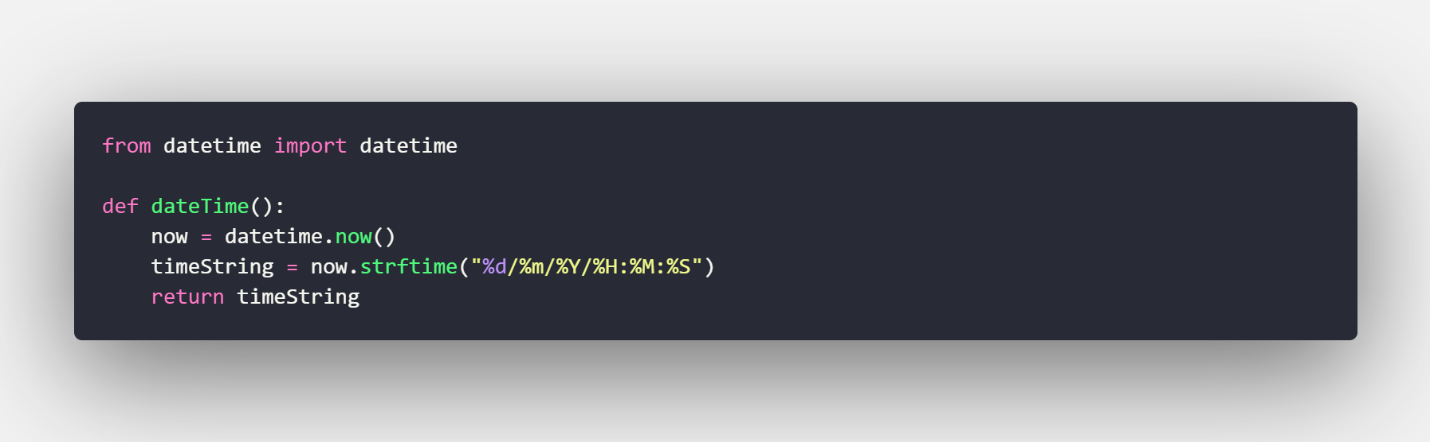 from datetime import datetime
def dateTime():
    now = datetime.now()
    timeString = now.strftime("%d/%m/%Y/%H:%M:%S")
    return timeString